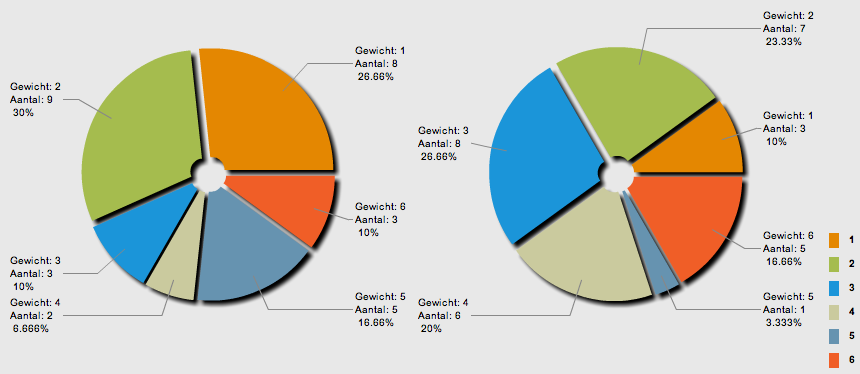 Gewicht: 1
Aantal: 8
26.66%
Gewicht: 2
Aantal: 9
30%
Gewicht: 6
Aantal: 3
10%
Gewicht: 3
Aantal: 3
10%
Gewicht: 4
Aantal: 2
6.666%
Gewicht: 5
Aantal: 5
16.66%
Gewicht: 2
Aantal: 7
23.33%
Gewicht: 1
Aantal: 3
10%
Gewicht: 3
Aantal: 8
26.66%
Gewicht: 6
Aantal: 5
16.66%
Gewicht: 4
Aantal: 6
20%
Gewicht: 5
Aantal: 1
3.333%
1
2
3
4
5
6